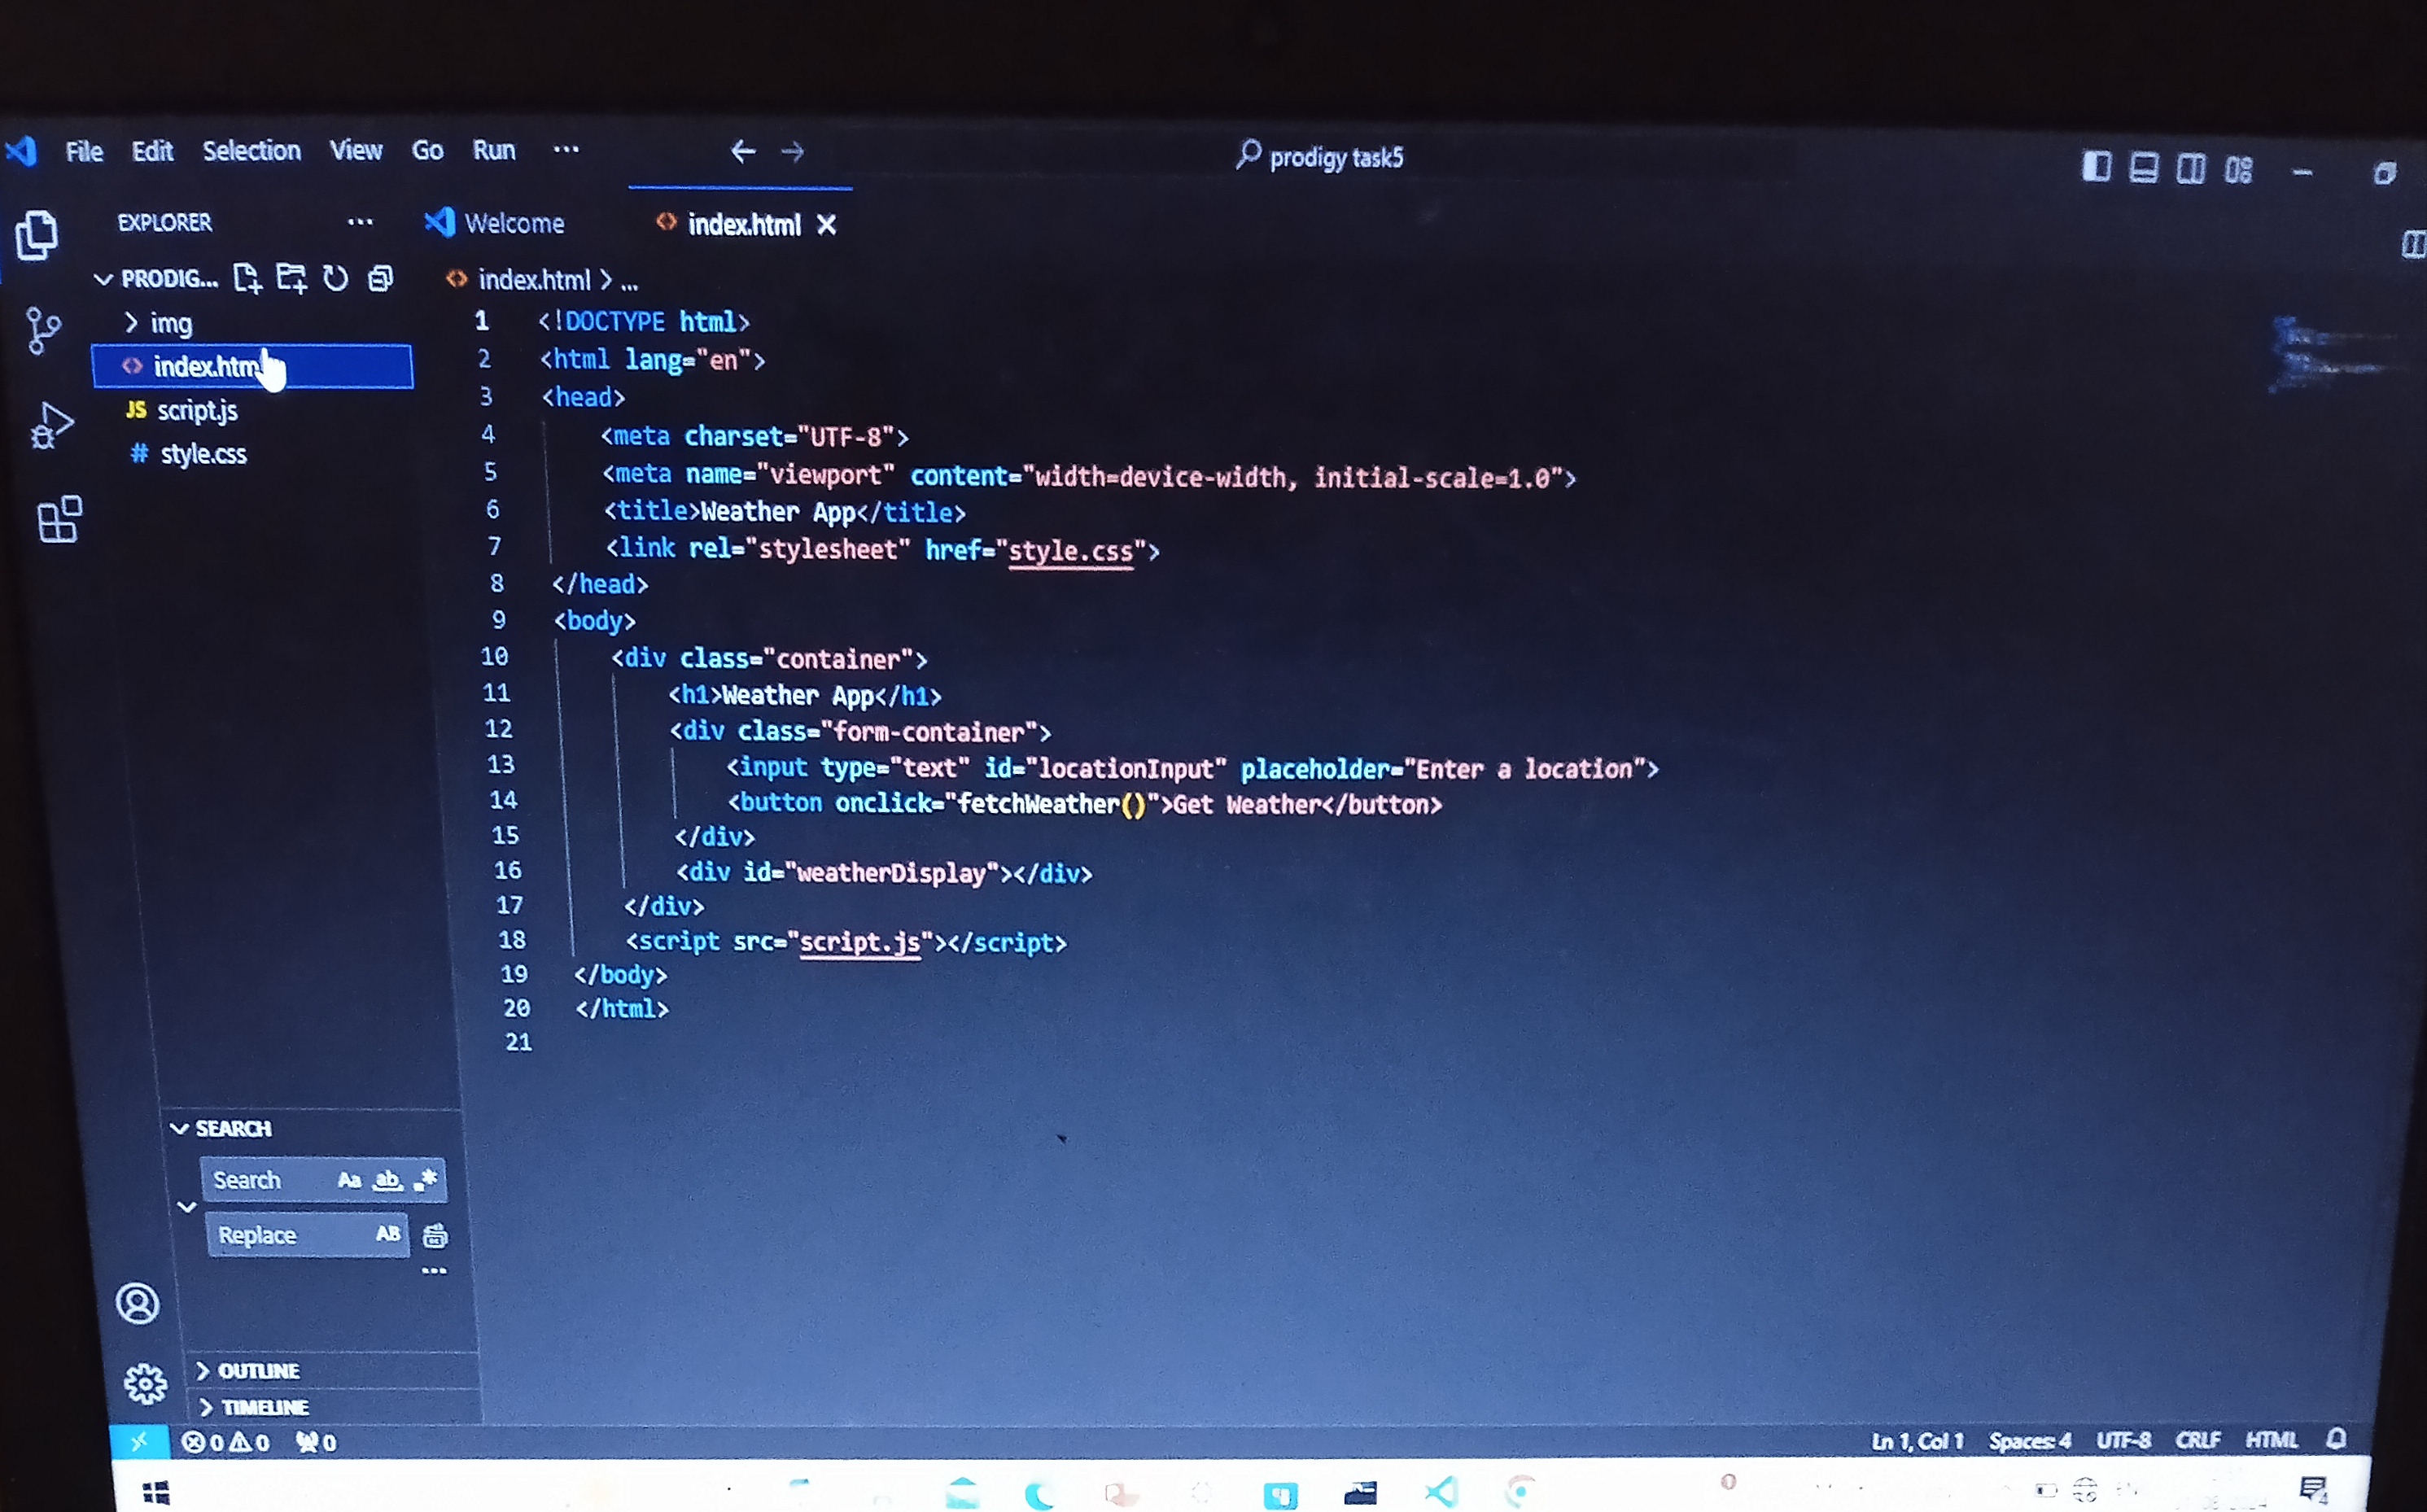 File Edit Selection View Go Run ... prodigy task5
EXPLORER ... Welcome index.html
PRODIG... index.html > ...
img
index.htm
JS script.js
# style.css
1 <!DOCTYPE html>
2 <html lang="en">
3 <head>
4 <meta charset="UTF-8">
5 <meta name="viewport" content="width=device-width, initial-scale=1.0">
6 <title>Weather App</title>
7 <link rel="stylesheet" href="style.css">
8 </head>
9 <body>
10 <div class="container">
11 <h1>Weather App</h1>
12 <div class="form-container">
13 <input type="text" id="locationInput" placeholder="Enter a location">
14 <button onclick="fetchWeather()">Get Weather</button>
15 </div>
16 <div id="weatherDisplay"></div>
17 </div>
18 <script src="script.js"></script>
19 </body>
20 </html>
21
SEARCH
Search Aa ab .*
Replace AB
...
OUTLINE
TIMELINE
0 0 0 Ln 1, Col 1 Spaces: 4 UTF-8 CRLF HTML